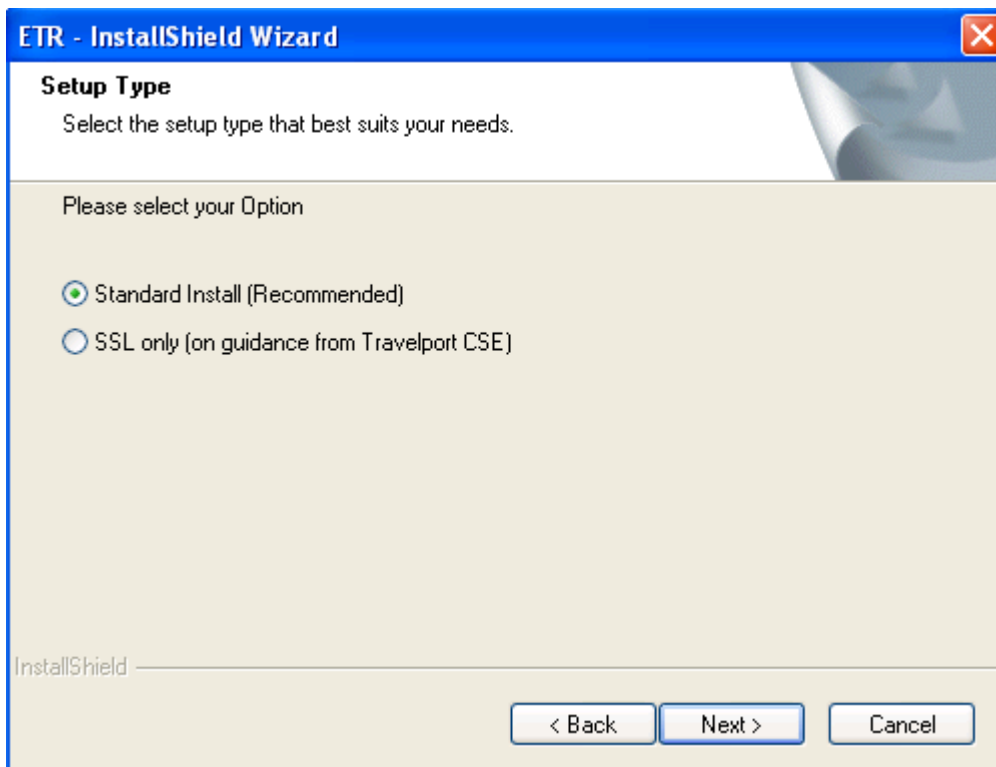 ETR - InstallShield Wizard
Setup Type
Select the setup type that best suits your needs.
Please select your Option
Standard Install (Recommended)
SSL only (on guidance from Travelport CSE)
InstallShield
< Back Next > Cancel